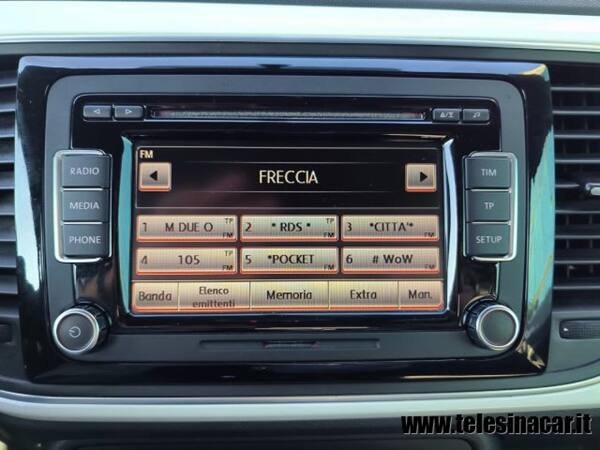 FM
FRECCIA
RADIO
MEDIA
PHONE
TIM
TP
SETUP
1 M DUE O TP FM
2 * RDS * TP FM
3 *CITTA'* FM
4 105 FM
5 *POCKET FM
6 # WoW FM
Banda
Elenco
emittenti
Memoria
Extra
Man.
www.telesinacar.it